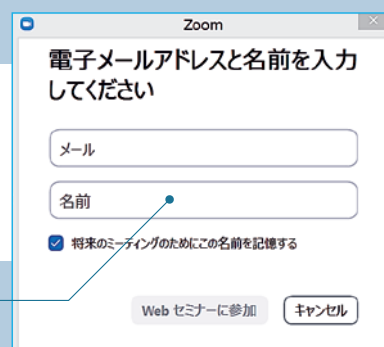 Zoom
電子メールアドレスと名前を入力
してください
メール
名前
将来のミーティングのためにこの名前を記憶する
Web セミナーに参加 キャンセル